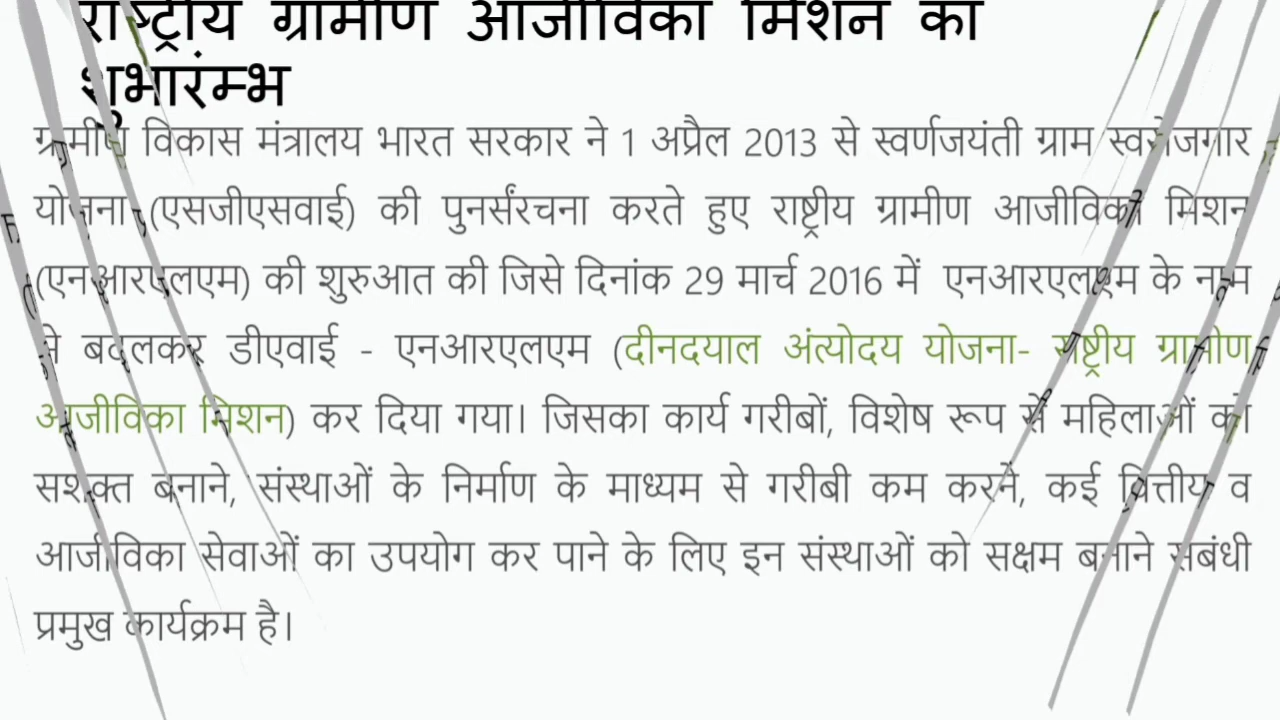 राष्ट्रीय ग्रामीण आजीविका मिशन का
शुभारंम्भ
ग्रामीण विकास मंत्रालय भारत सरकार ने 1 अप्रैल 2013 से स्वर्णजयंती ग्राम स्वरोजगार
योजना (एसजीएसवाई) की पुनर्संरचना करते हुए राष्ट्रीय ग्रामीण आजीविका मिशन
(एनआरएलएम) की शुरुआत की जिसे दिनांक 29 मार्च 2016 में एनआरएलएम के नाम
से बदलकर डीएवाई - एनआरएलएम (दीनदयाल अंत्योदय योजना- राष्ट्रीय ग्रामीण
आजीविका मिशन) कर दिया गया। जिसका कार्य गरीबों, विशेष रूप से महिलाओं का
सशक्त बनाने, संस्थाओं के निर्माण के माध्यम से गरीबी कम करने, कई वित्तीय व
आजीविका सेवाओं का उपयोग कर पाने के लिए इन संस्थाओं को सक्षम बनाने संबंधी
प्रमुख कार्यक्रम है।